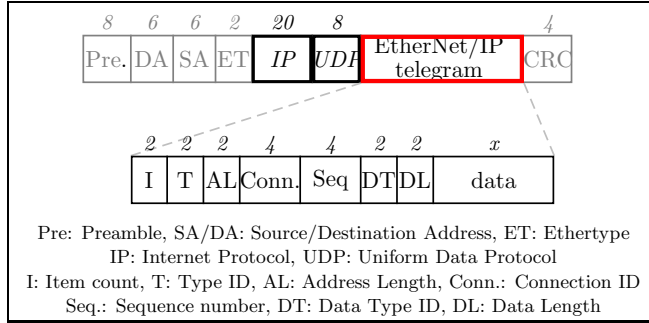 8 6 6 2 20 8 4
Pre. DA SA ET IP UDP EtherNet/IP telegram CRC
2 2 2 4 4 2 2 x
I T AL Conn. Seq DT DL data
Pre: Preamble, SA/DA: Source/Destination Address, ET: Ethertype
IP: Internet Protocol, UDP: Uniform Data Protocol
I: Item count, T: Type ID, AL: Address Length, Conn.: Connection ID
Seq.: Sequence number, DT: Data Type ID, DL: Data Length